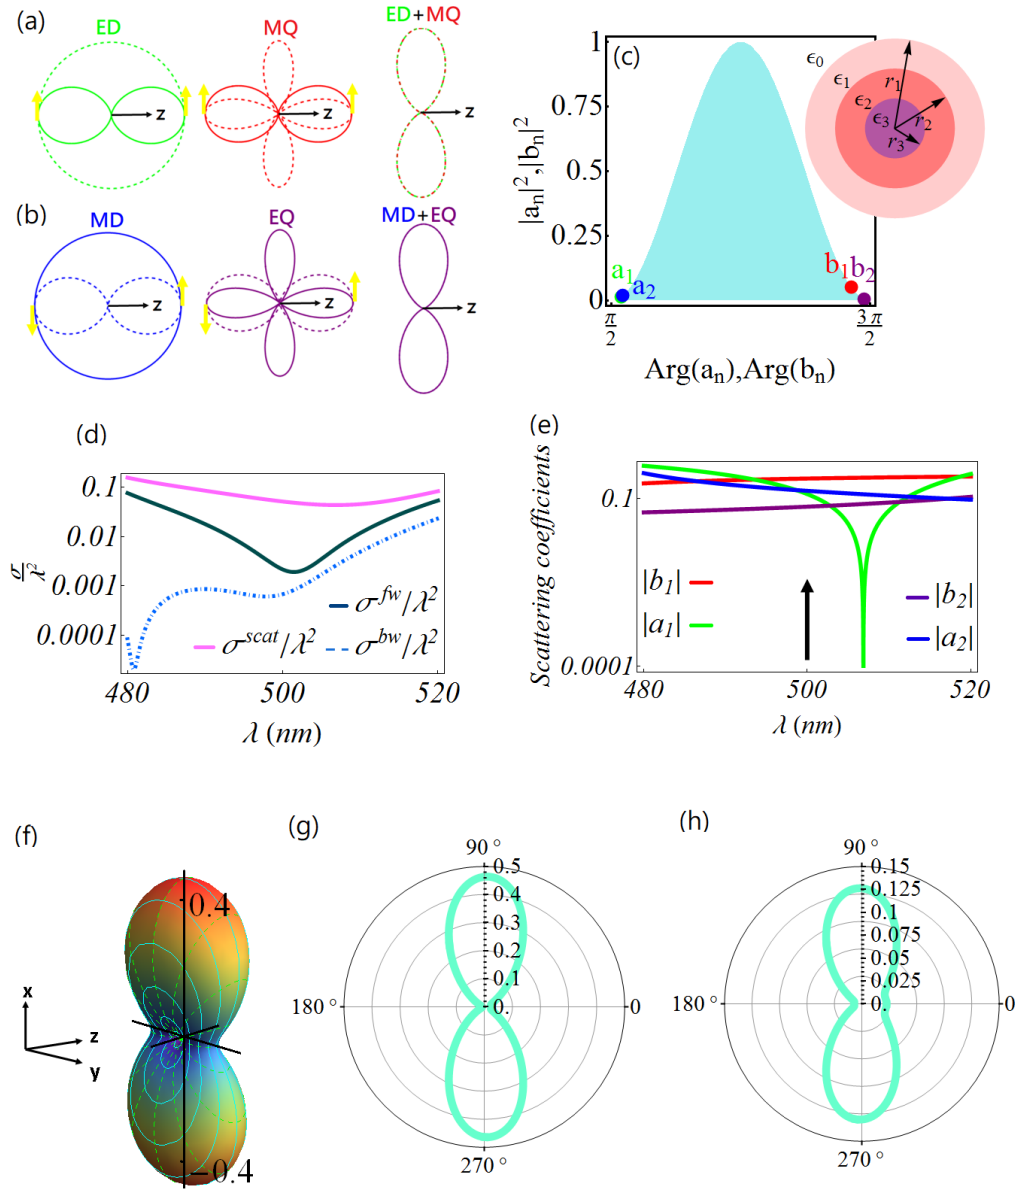 (a)
ED
MQ
ED+MQ
z
z
z
(b)
MD
EQ
MD+EQ
z
z
z
(c)
|aₙ|²,|bₙ|²
1
0.75
0.5
0.25
0
a₁
a₂
b₁
b₂
π/2
3π/2
Arg(aₙ),Arg(bₙ)
ϵ₀
ϵ₁
ϵ₂
ϵ₃
r₁
r₂
r₃
(d)
σ/λ²
0.1
0.01
0.001
0.0001
σ^fw/λ²
σ^scat/λ²
σ^bw/λ²
480
500
520
λ (nm)
(e)
Scattering coefficients
0.1
0.0001
|b₁|
|a₁|
|b₂|
|a₂|
480
500
520
λ (nm)
(f)
0.4
-0.4
x
z
y
(g)
90 °
0.5
0.4
0.3
0.2
0.1
0.
180 °
0
270 °
(h)
90 °
0.15
0.125
0.1
0.075
0.05
0.025
0.
180 °
0
270 °